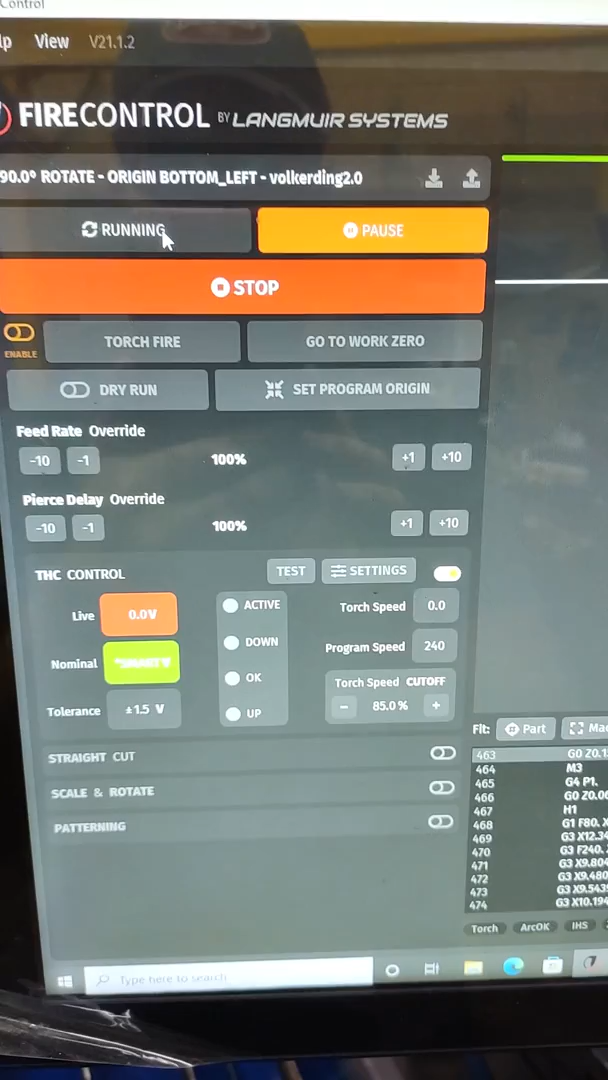 Control
lp View V21.1.2
FIRECONTROL BY LANGMUIR SYSTEMS
90.0° ROTATE - ORIGIN BOTTOM_LEFT - volkerding2.0
RUNNING PAUSE
STOP
ENABLE TORCH FIRE GO TO WORK ZERO
DRY RUN SET PROGRAM ORIGIN
Feed Rate Override
-10 -1 100% +1 +10
Pierce Delay Override
-10 -1 100% +1 +10
THC CONTROL TEST SETTINGS
Live 0.0V ACTIVE Torch Speed 0.0
Nominal DOWN Program Speed 240
OK Torch Speed CUTOFF
Tolerance ±1.5 V UP - 85.0 % +
Fit: Part Mac
STRAIGHT CUT
SCALE & ROTATE
PATTERNING
463 G0 Z0.1
464 M3
465 G4 P1.
466 G0 Z0.06
467 H1
468 G1 F80. X
469 G3 X12.34
470 G3 F240.
471 G3 X9.804
472 G3 X9.480
473 G3 X9.543
474 G3 X10.194
Torch ArcOK IHS
Type here to search